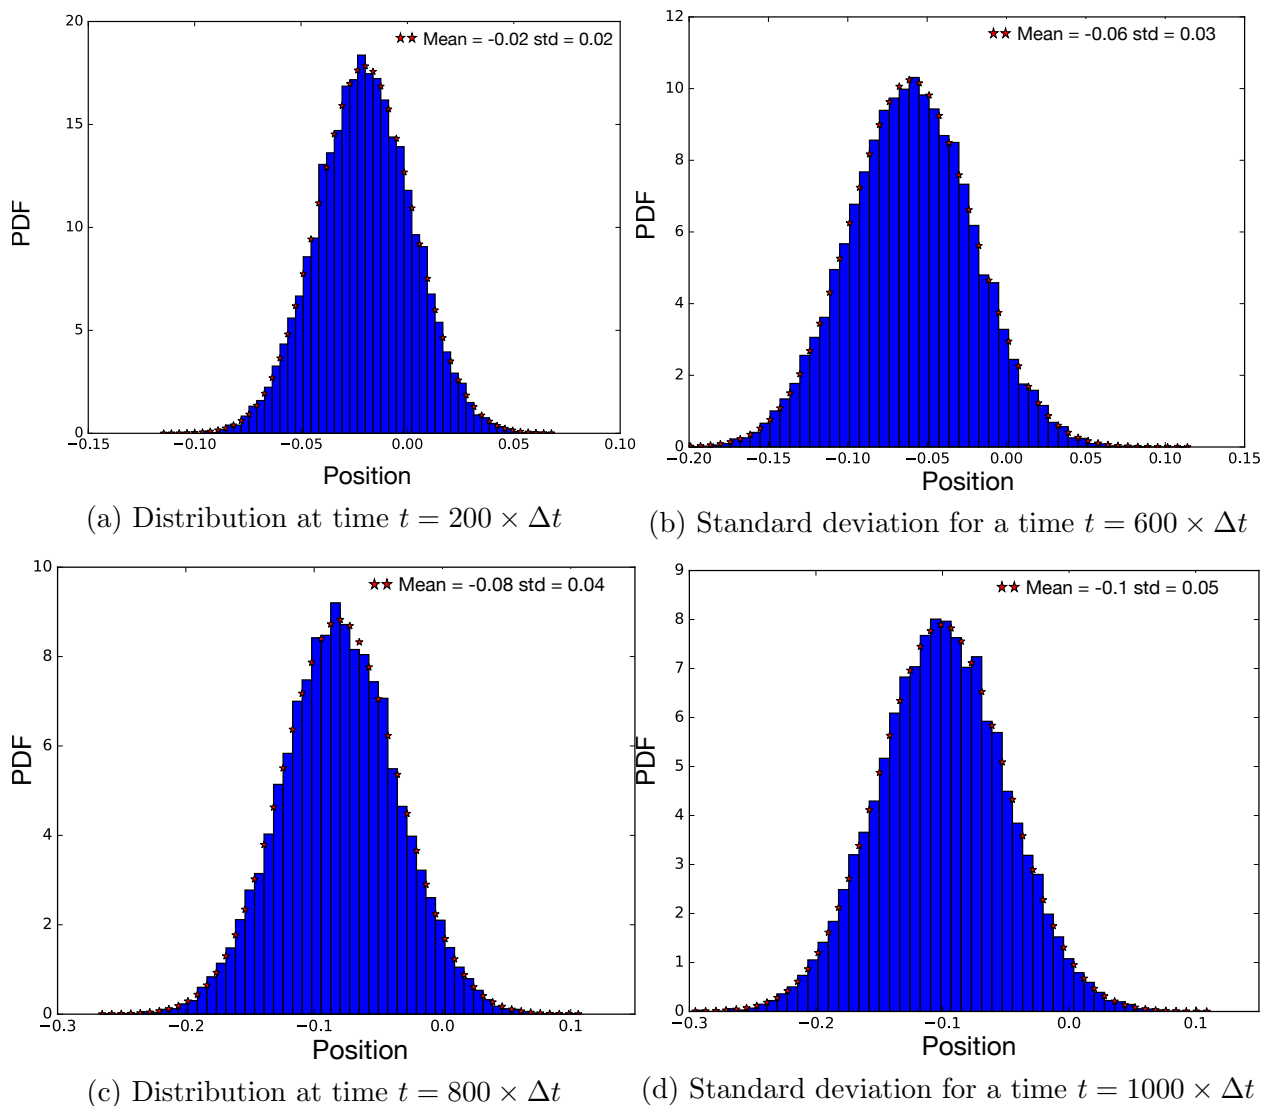 ★★ Mean = -0.02 std = 0.02
20
15
10
5
0
PDF
−0.15 −0.10 −0.05 0.00 0.05 0.10
Position
(a) Distribution at time t = 200 × Δt
★★ Mean = -0.06 std = 0.03
12
10
8
6
4
2
0
PDF
−0.20 −0.15 −0.10 −0.05 0.00 0.05 0.10 0.15
Position
(b) Standard deviation for a time t = 600 × Δt
★★ Mean = -0.08 std = 0.04
10
8
6
4
2
0
PDF
−0.3 −0.2 −0.1 0.0 0.1
Position
(c) Distribution at time t = 800 × Δt
★★ Mean = -0.1 std = 0.05
9
8
7
6
5
4
3
2
1
0
PDF
−0.3 −0.2 −0.1 0.0 0.1
Position
(d) Standard deviation for a time t = 1000 × Δt